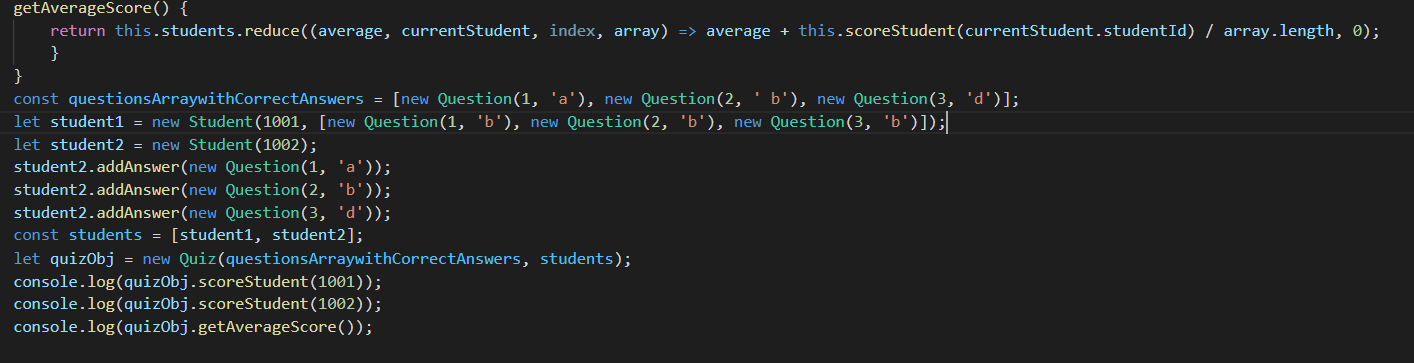 getAverageScore() {
    return this.students.reduce((average, currentStudent, index, array) => average + this.scoreStudent(currentStudent.studentId) / array.length, 0);
    }
}
const questionsArraywithCorrectAnswers = [new Question(1, 'a'), new Question(2, ' b'), new Question(3, 'd')];
let student1 = new Student(1001, [new Question(1, 'b'), new Question(2, 'b'), new Question(3, 'b')]);
let student2 = new Student(1002);
student2.addAnswer(new Question(1, 'a'));
student2.addAnswer(new Question(2, 'b'));
student2.addAnswer(new Question(3, 'd'));
const students = [student1, student2];
let quizObj = new Quiz(questionsArraywithCorrectAnswers, students);
console.log(quizObj.scoreStudent(1001));
console.log(quizObj.scoreStudent(1002));
console.log(quizObj.getAverageScore());